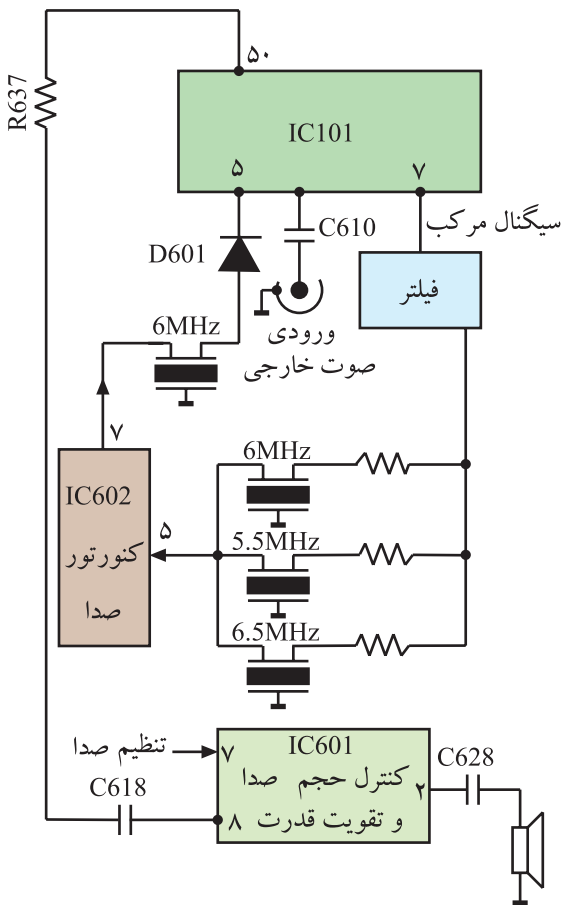 ۵۰
R637
IC101
۵
۷
C610
سیگنال مرکب
D601
فیلتر
ورودی
صوت خارجی
6MHz
۷
IC602
کنورتور
صدا
۵
6MHz
5.5MHz
6.5MHz
تنظیم صدا
۷
IC601
کنترل حجم صدا
و تقویت قدرت
۲
۸
C628
C618